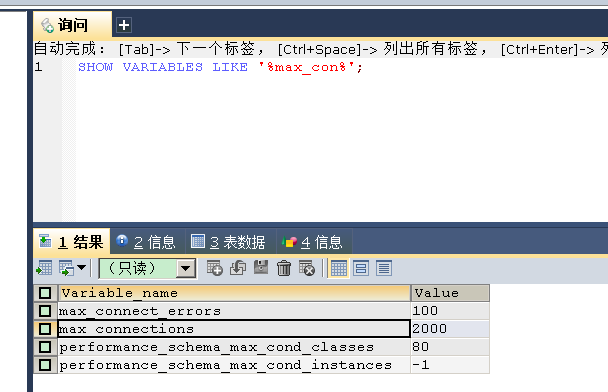 询问
自动完成： [Tab]-> 下一个标签， [Ctrl+Space]-> 列出所有标签， [Ctrl+Enter]->
1 SHOW VARIABLES LIKE '%max_con%';
1 结果 2 信息 3 表数据 4 信息
（只读）
Variable_name Value
max_connect_errors 100
max_connections 2000
performance_schema_max_cond_classes 80
performance_schema_max_cond_instances -1